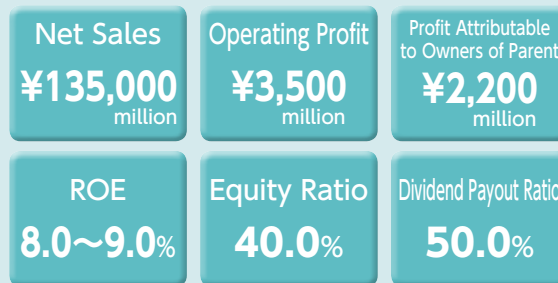 Net Sales
¥135,000
million
Operating Profit
¥3,500
million
Profit Attributable
to Owners of Parent
¥2,200
million
ROE
8.0～9.0%
Equity Ratio
40.0%
Dividend Payout Ratio
50.0%